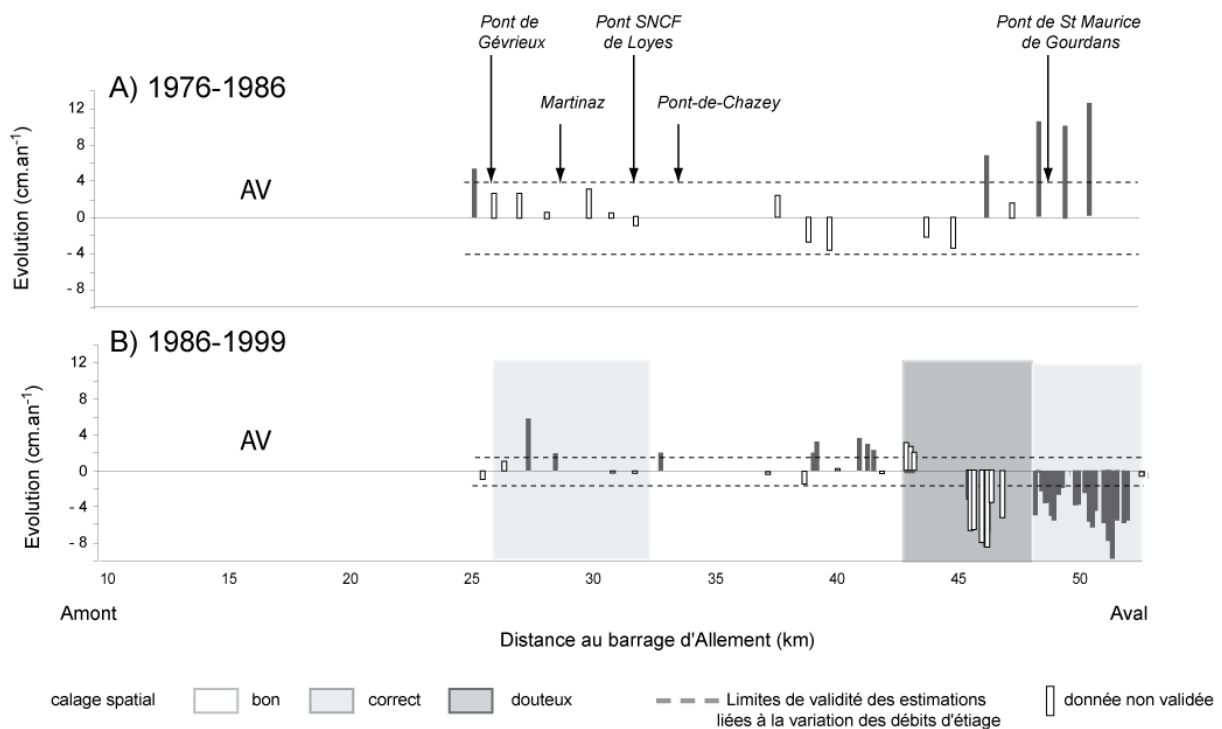 Pont de
Gévrieux
Pont SNCF
de Loyes
Pont de St Maurice
de Gourdans
A) 1976-1986
Martinaz
Pont-de-Chazey
Evolution (cm.an⁻¹)
12
8
4
0
- 4
- 8
AV
B) 1986-1999
Evolution (cm.an⁻¹)
12
8
4
0
- 4
- 8
AV
10 15 20 25 30 35 40 45 50
Amont Aval
Distance au barrage d'Allement (km)
calage spatial bon correct douteux Limites de validité des estimations donnée non validée
liées à la variation des débits d'étiage